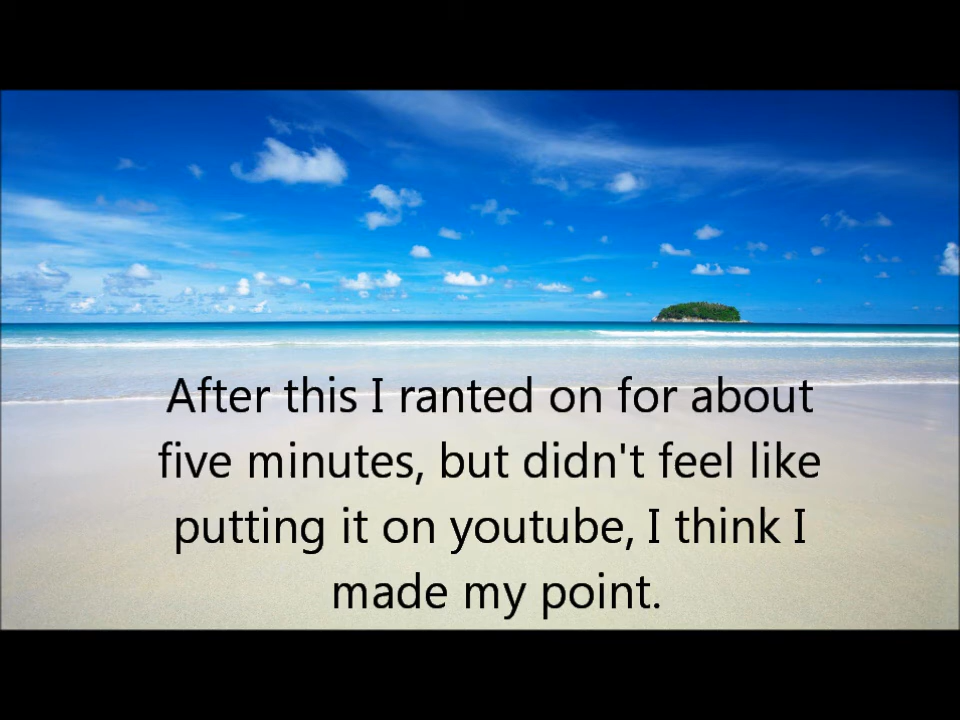 After this I ranted on for about
five minutes, but didn't feel like
putting it on youtube, I think I
made my point.